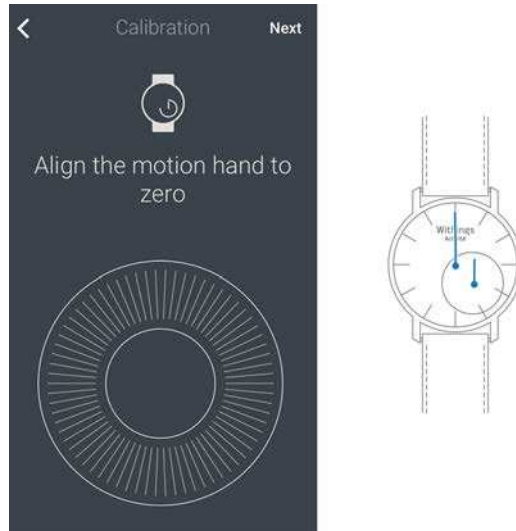 Calibration
Next
Align the motion hand to
zero
Withings